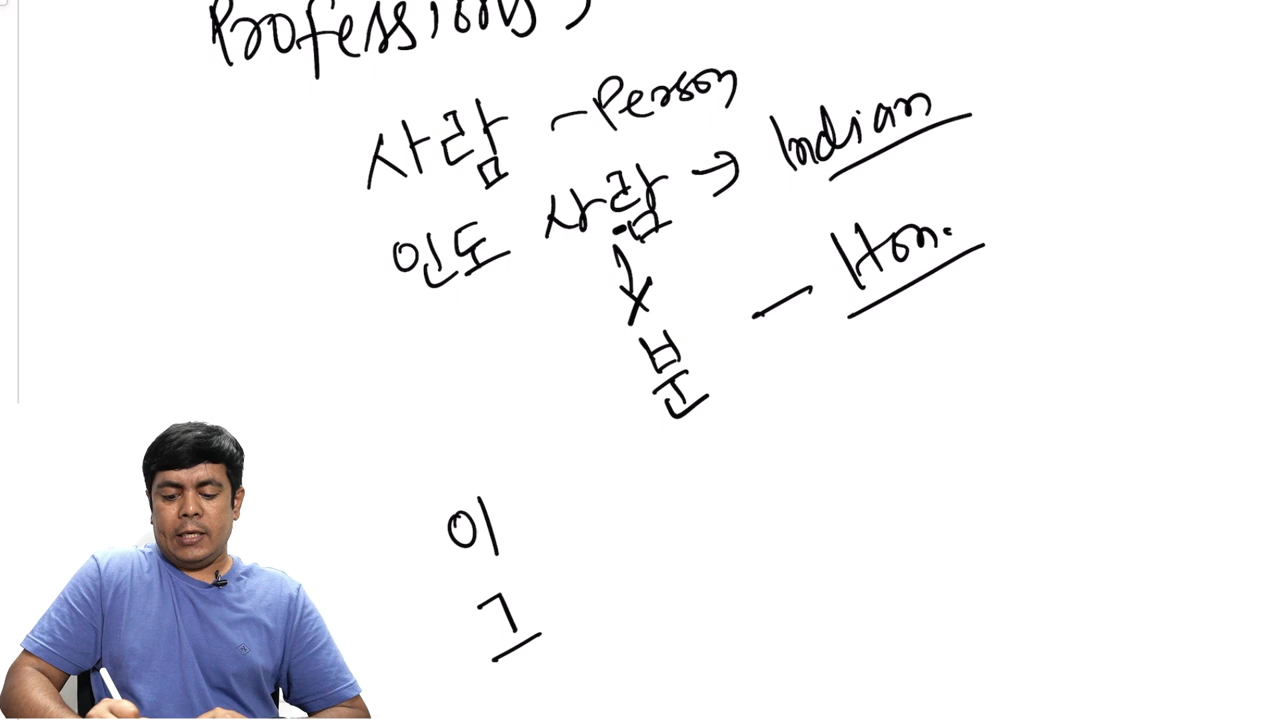 Professions,
사람 - Person
인도 사람 → Indian
분 - Hon.
이
그